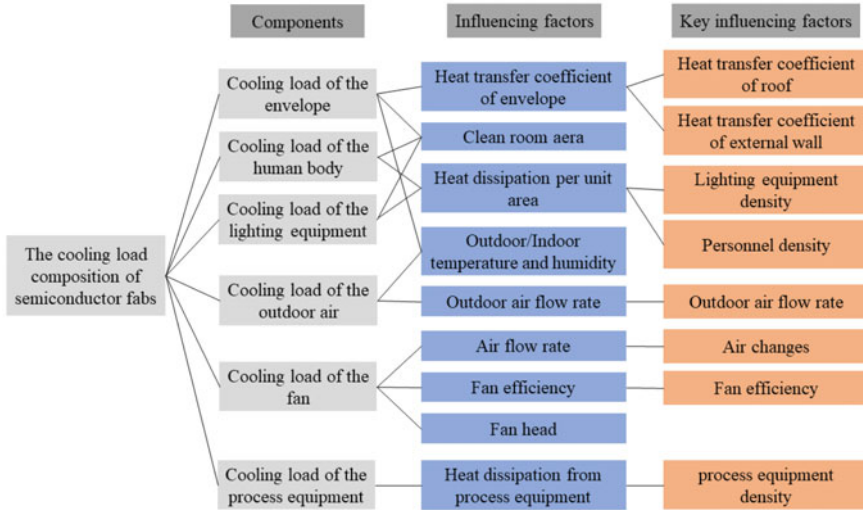 Components
Influencing factors
Key influencing factors
The cooling load
composition of
semiconductor fabs
Cooling load of the
envelope
Cooling load of the
human body
Cooling load of the
lighting equipment
Cooling load of the
outdoor air
Cooling load of the
fan
Cooling load of the
process equipment
Heat transfer coefficient
of envelope
Clean room aera
Heat dissipation per unit
area
Outdoor/Indoor
temperature and humidity
Outdoor air flow rate
Air flow rate
Fan efficiency
Fan head
Heat dissipation from
process equipment
Heat transfer coefficient
of roof
Heat transfer coefficient
of external wall
Lighting equipment
density
Personnel density
Outdoor air flow rate
Air changes
Fan efficiency
process equipment
density